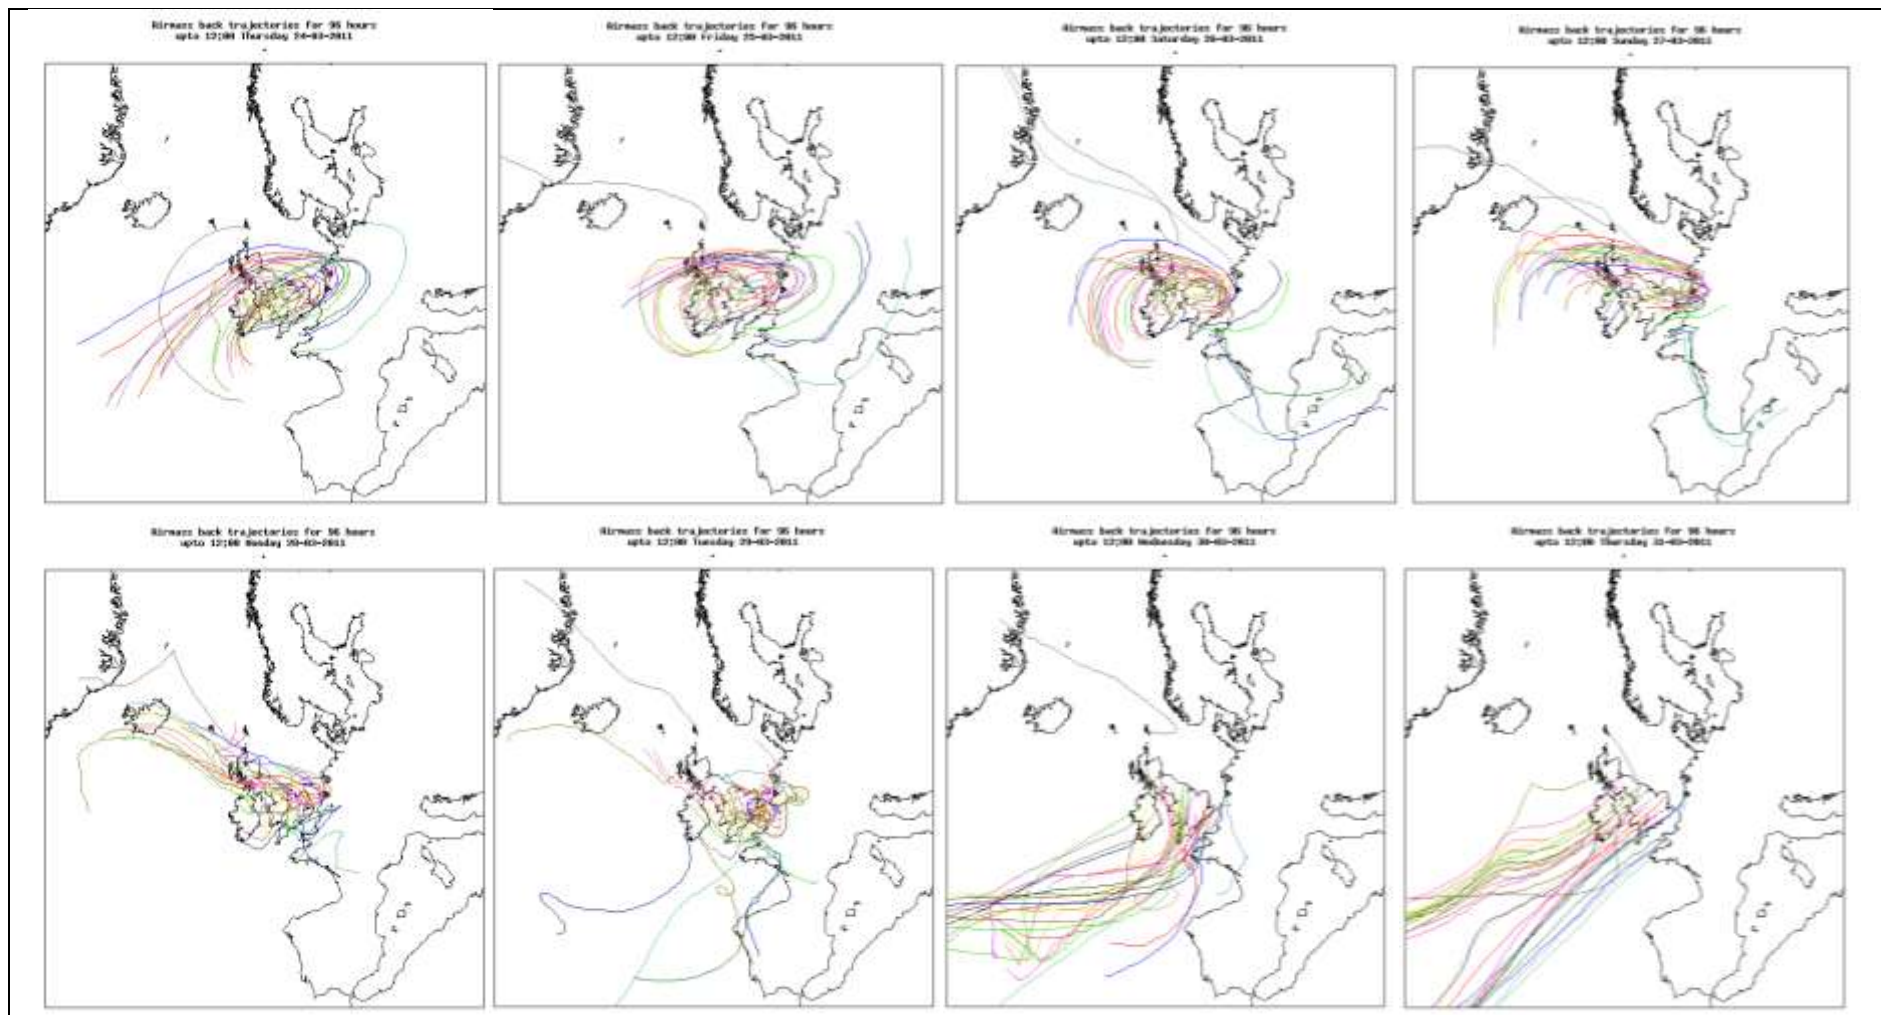 Airmass back trajectories for 96 hours
upto 12:00 Thursday 24-03-2011
Airmass back trajectories for 96 hours
upto 12:00 Friday 25-03-2011
Airmass back trajectories for 96 hours
upto 12:00 Saturday 26-03-2011
Airmass back trajectories for 96 hours
upto 12:00 Sunday 27-03-2011
Airmass back trajectories for 96 hours
upto 12:00 Monday 28-03-2011
Airmass back trajectories for 96 hours
upto 12:00 Tuesday 29-03-2011
Airmass back trajectories for 96 hours
upto 12:00 Wednesday 30-03-2011
Airmass back trajectories for 96 hours
upto 12:00 Thursday 31-03-2011